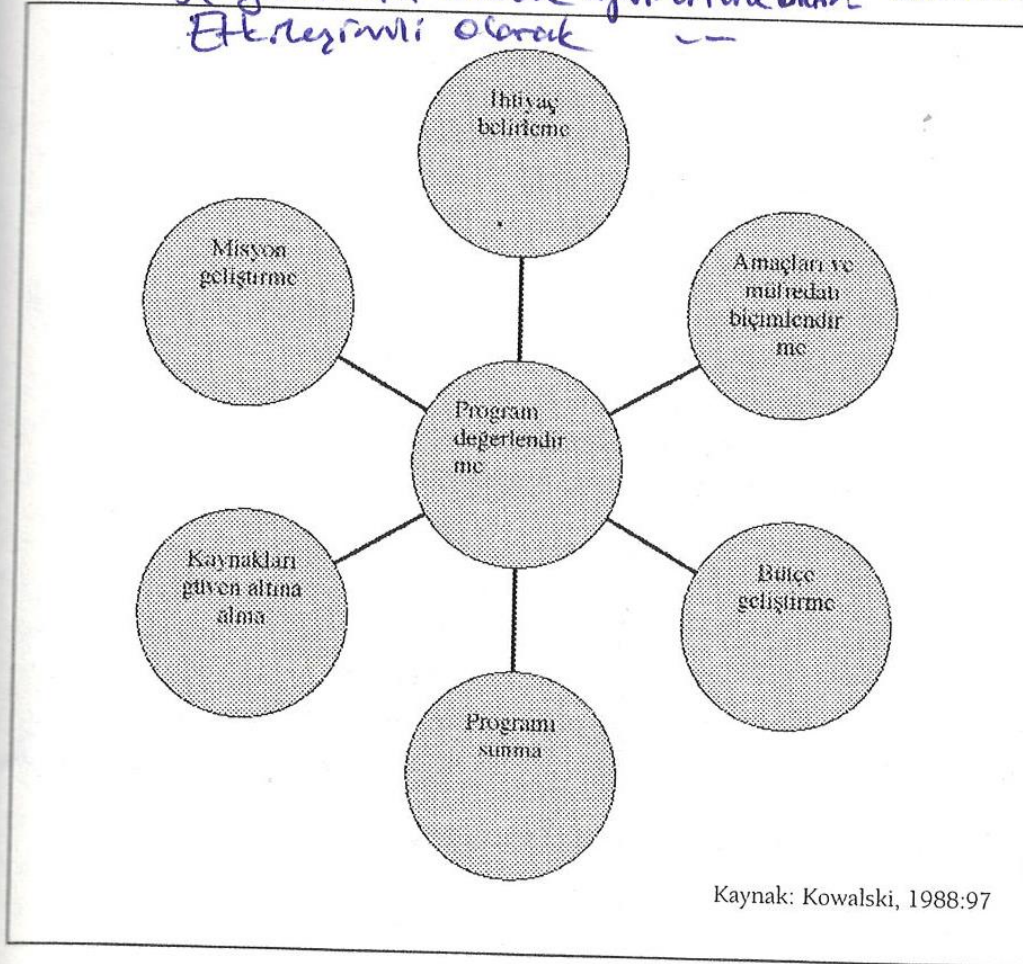 Etkileşimli olarak
İhtiyaç
belirleme
Misyon
geliştirme
Amaçları ve
müfredatı
biçimlendir
me
Program
değerlendir
me
Kaynakları
güven altına
alma
Bütçe
geliştirme
Programı
sunma
Kaynak: Kowalski, 1988:97